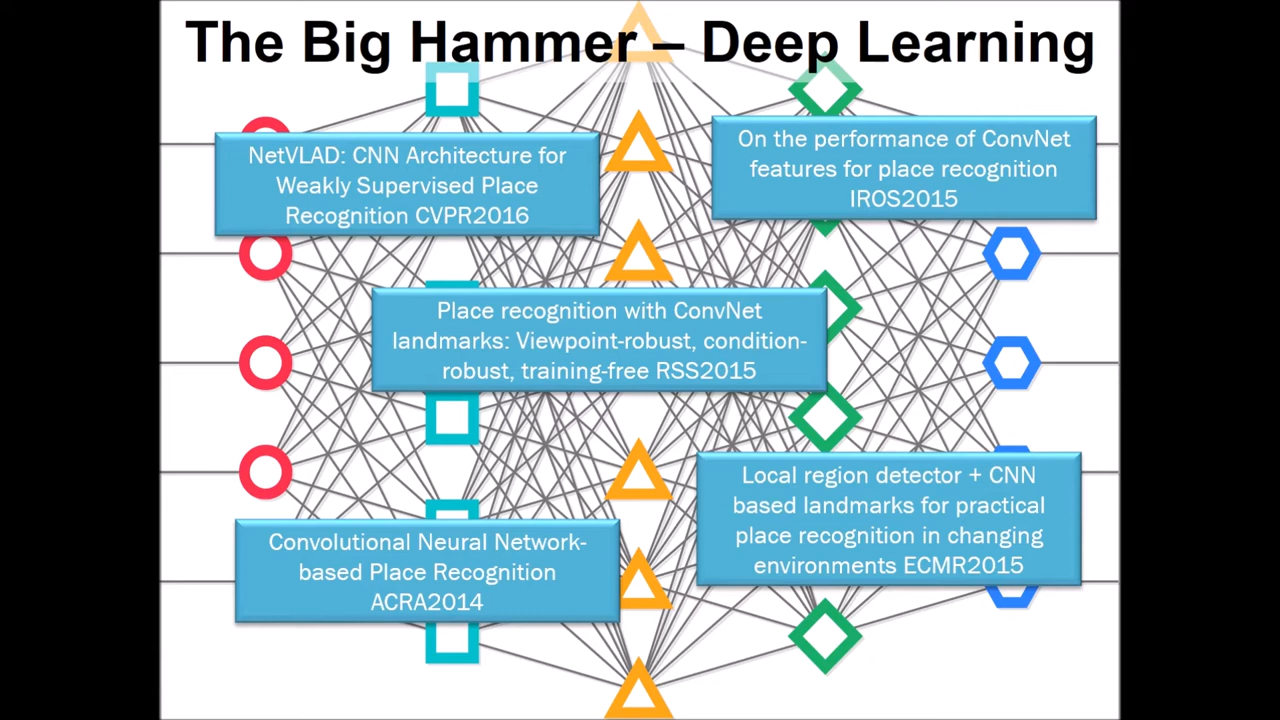 The Big Hammer – Deep Learning
NetVLAD: CNN Architecture for
Weakly Supervised Place
Recognition CVPR2016
On the performance of ConvNet
features for place recognition
IROS2015
Place recognition with ConvNet
landmarks: Viewpoint-robust, condition-
robust, training-free RSS2015
Local region detector + CNN
based landmarks for practical
place recognition in changing
environments ECMR2015
Convolutional Neural Network-
based Place Recognition
ACRA2014